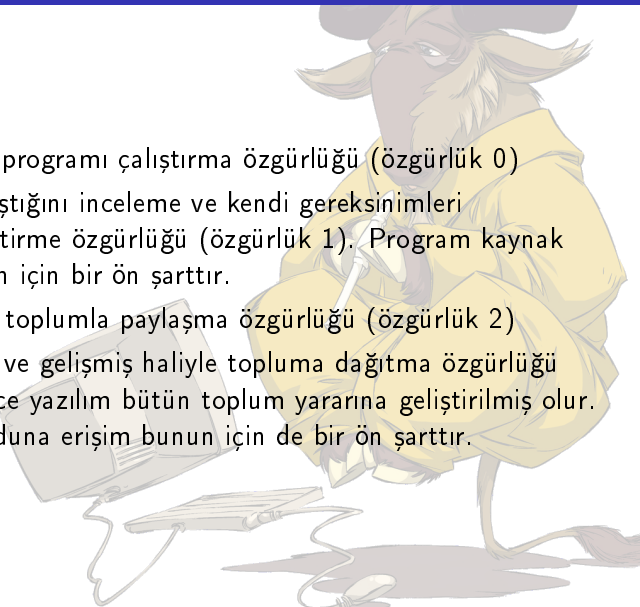 programı çalıştırma özgürlüğü (özgürlük 0)
ştığını inceleme ve kendi gereksinimleri
tirme özgürlüğü (özgürlük 1). Program kaynak
için bir ön şarttır.
toplumla paylaşma özgürlüğü (özgürlük 2)
ve gelişmiş haliyle topluma dağıtma özgürlüğü
ce yazılım bütün toplum yararına geliştirilmiş olur.
duna erişim bunun için de bir ön şarttır.